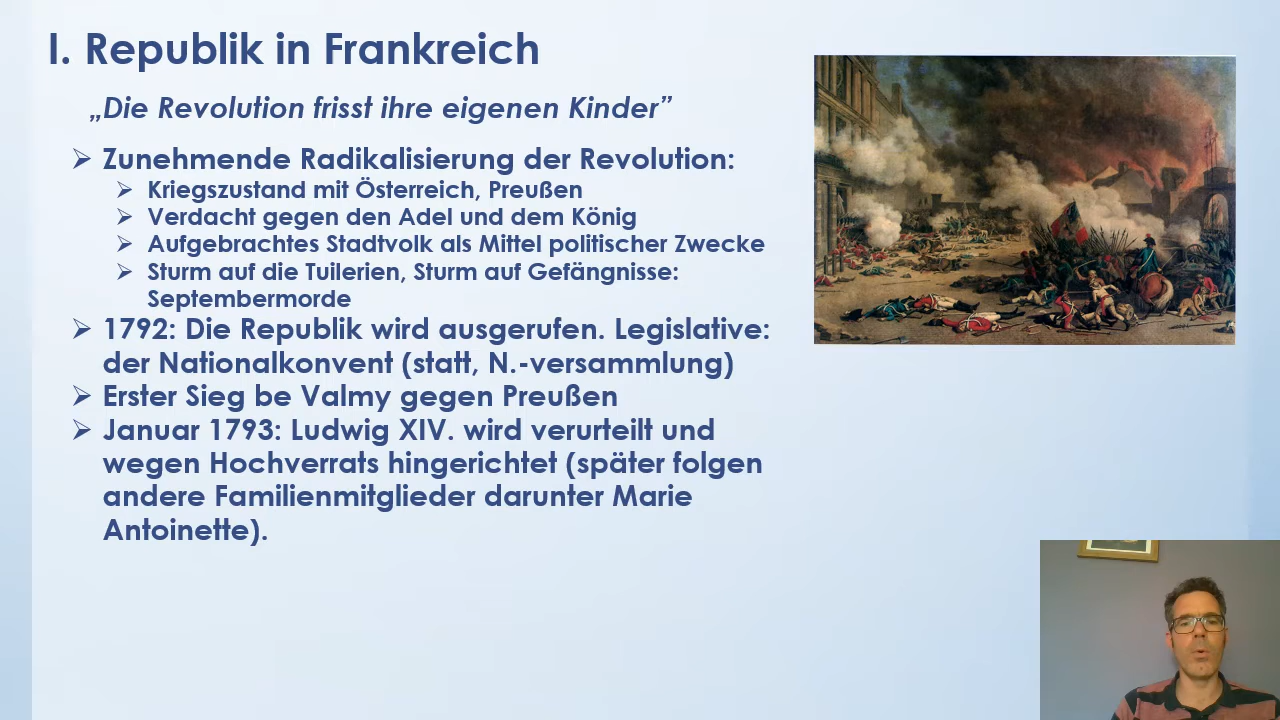 I. Republik in Frankreich
„Die Revolution frisst ihre eigenen Kinder”
Zunehmende Radikalisierung der Revolution:
Kriegszustand mit Österreich, Preußen
Verdacht gegen den Adel und dem König
Aufgebrachtes Stadtvolk als Mittel politischer Zwecke
Sturm auf die Tuilerien, Sturm auf Gefängnisse:
Septembermorde
1792: Die Republik wird ausgerufen. Legislative:
der Nationalkonvent (statt, N.-versammlung)
Erster Sieg be Valmy gegen Preußen
Januar 1793: Ludwig XIV. wird verurteilt und
wegen Hochverrats hingerichtet (später folgen
andere Familienmitglieder darunter Marie
Antoinette).